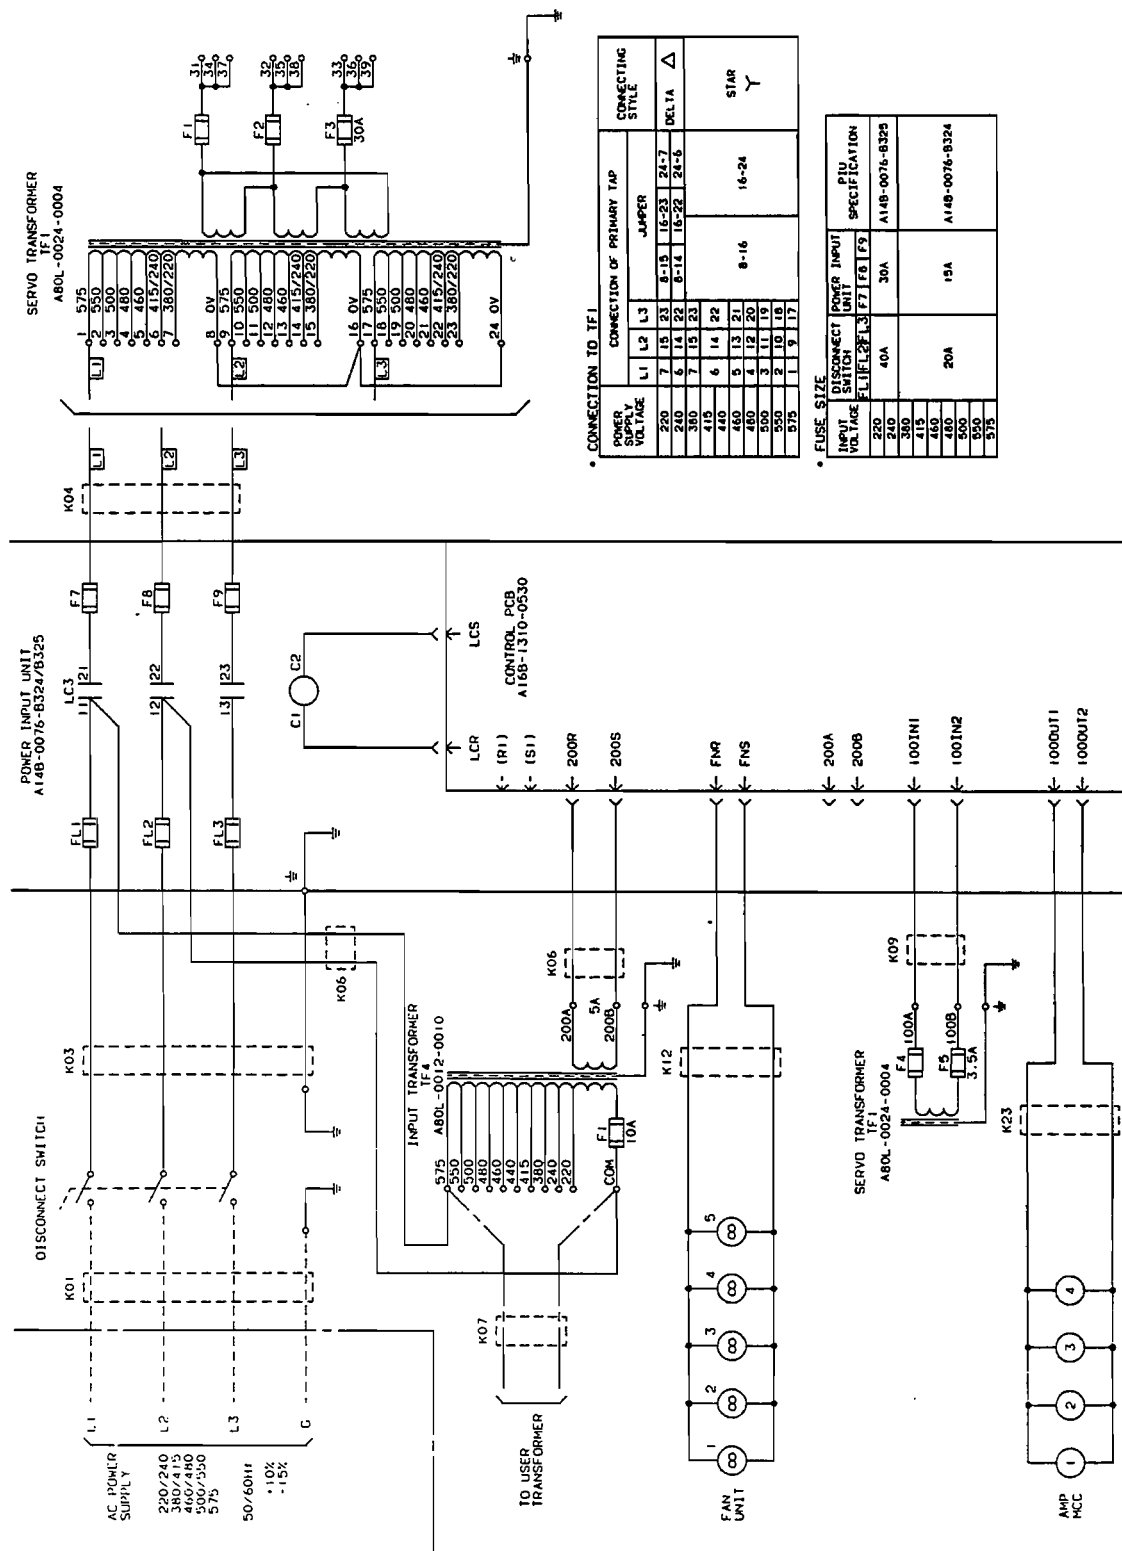 AC POWER
SUPPLY
220/240
380/415
460/480
500/550
575
50/60Hz
+10%
-15%
L1
L2
L3
G
K01
DISCONNECT SWITCH
K03
POWER INPUT UNIT
A14B-0076-B324/B325
FL1
FL2
FL3
LC3
11 21
12 22
13 23
F7
F8
F9
K04
L1
L2
L3
SERVO TRANSFORMER
TF1
A80L-0024-0004
L1
L2
L3
1 575
2 550
3 500
4 480
5 460
6 415/240
7 380/220
8 0V
9 575
10 550
11 500
12 480
13 460
14 415/240
15 380/220
16 0V
17 575
18 550
19 500
20 480
21 460
22 415/240
23 380/220
24 0V
F1
F2
F3
30A
31
34
37
32
35
38
33
36
39
K06
C1 C2
LCR
LCS
CONTROL PCB
A16B-1310-0530
(R1)
(S1)
200R
200S
FNR
FNS
200A
200B
100IN1
100IN2
100OUT1
100OUT2
TO USER
TRANSFORMER
K07
INPUT TRANSFORMER
TF4
A80L-0012-0010
575
550
500
480
460
440
415
380
240
220
COM
F1
10A
200A
5A
200B
K06
FAN
UNIT
1
2
3
4
5
K12
SERVO TRANSFORMER
TF1
A80L-0024-0004
F4
100A
F5
100B
3.5A
K09
AMP
MCC
1
2
3
4
K23
• CONNECTION TO TF1
POWER SUPPLY VOLTAGE CONNECTION OF PRIMARY TAP CONNECTING STYLE
L1 L2 L3 JUMPER
220 7 15 23 8-15 16-23 24-7 DELTA △
240 6 14 22 8-14 16-22 24-6
380 7 15 23 8-16 16-24 STAR Y
415 6 14 22
440
460 5 13 21
480 4 12 20
500 3 11 19
550 2 10 18
575 1 9 17
• FUSE SIZE
INPUT VOLTAGE DISCONNECT SWITCH POWER INPUT UNIT PIU SPECIFICATION
FL1 FL2 FL3 F7 F8 F9
220 40A 30A A14B-0076-B325
240
380 20A 15A A14B-0076-B324
415
460
480
500
550
575